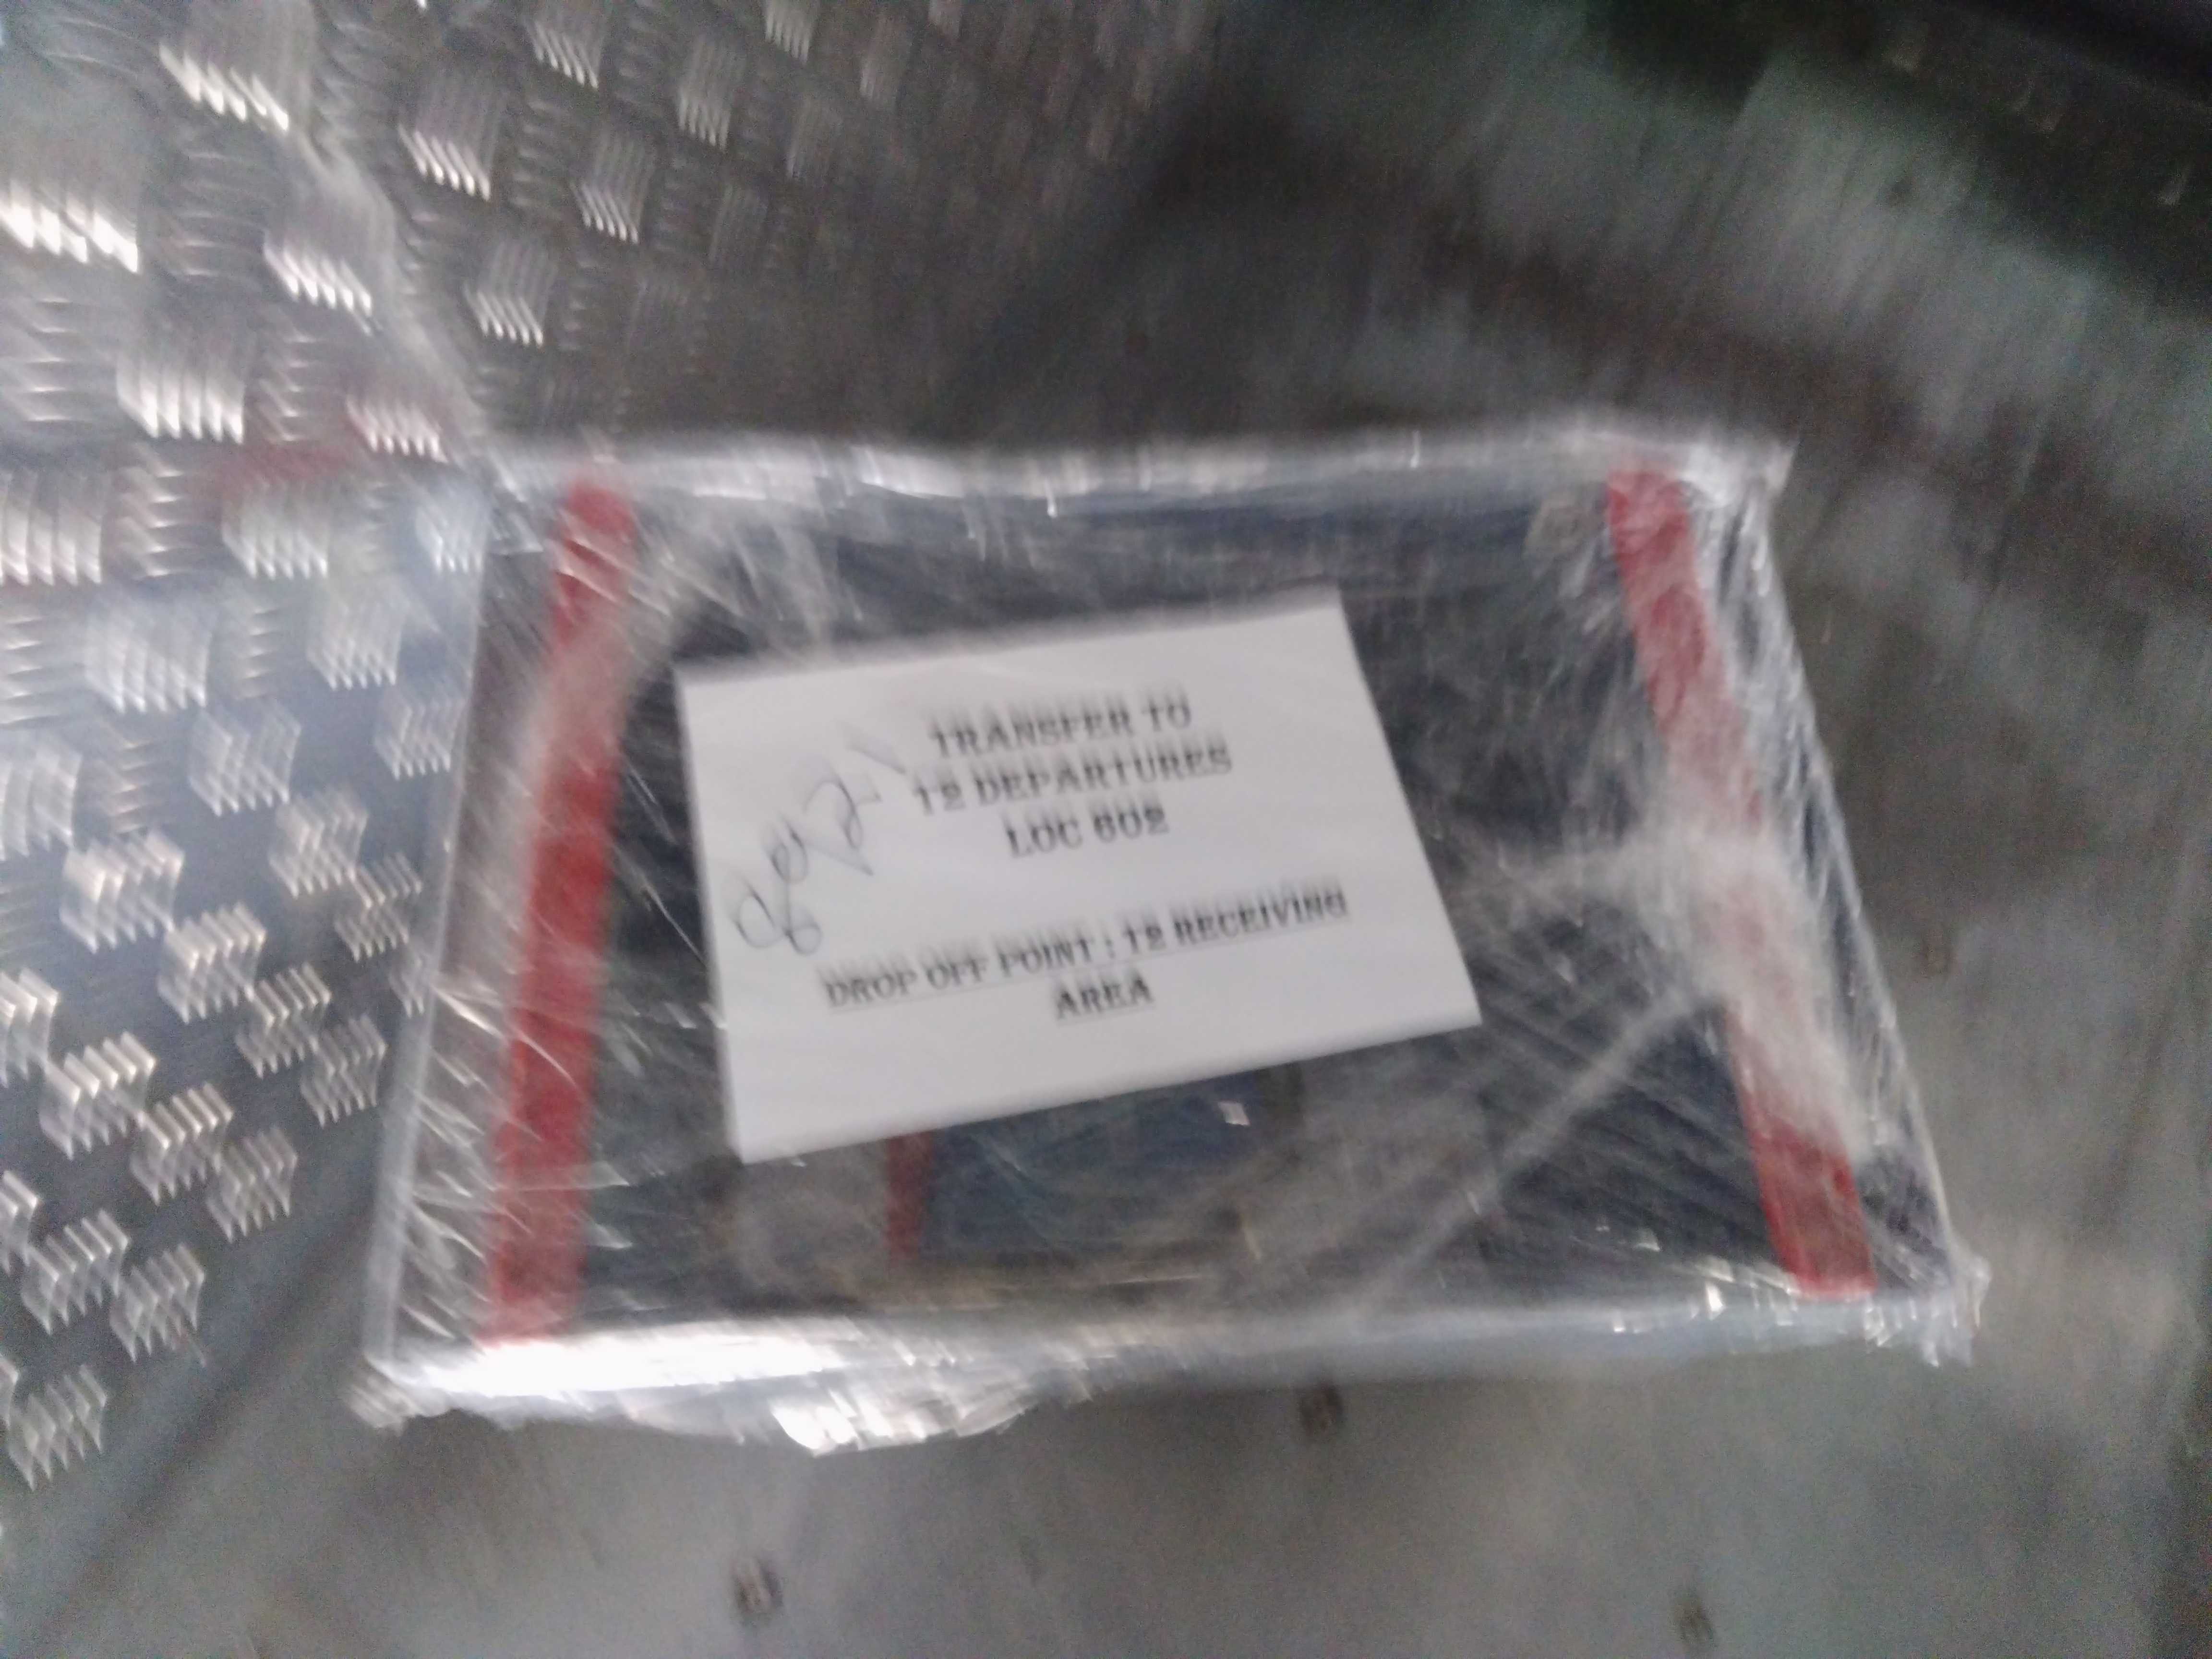 TRANSFER TO
T2 DEPARTURES
LOC 602
DROP OFF POINT : T2 RECEIVING
AREA